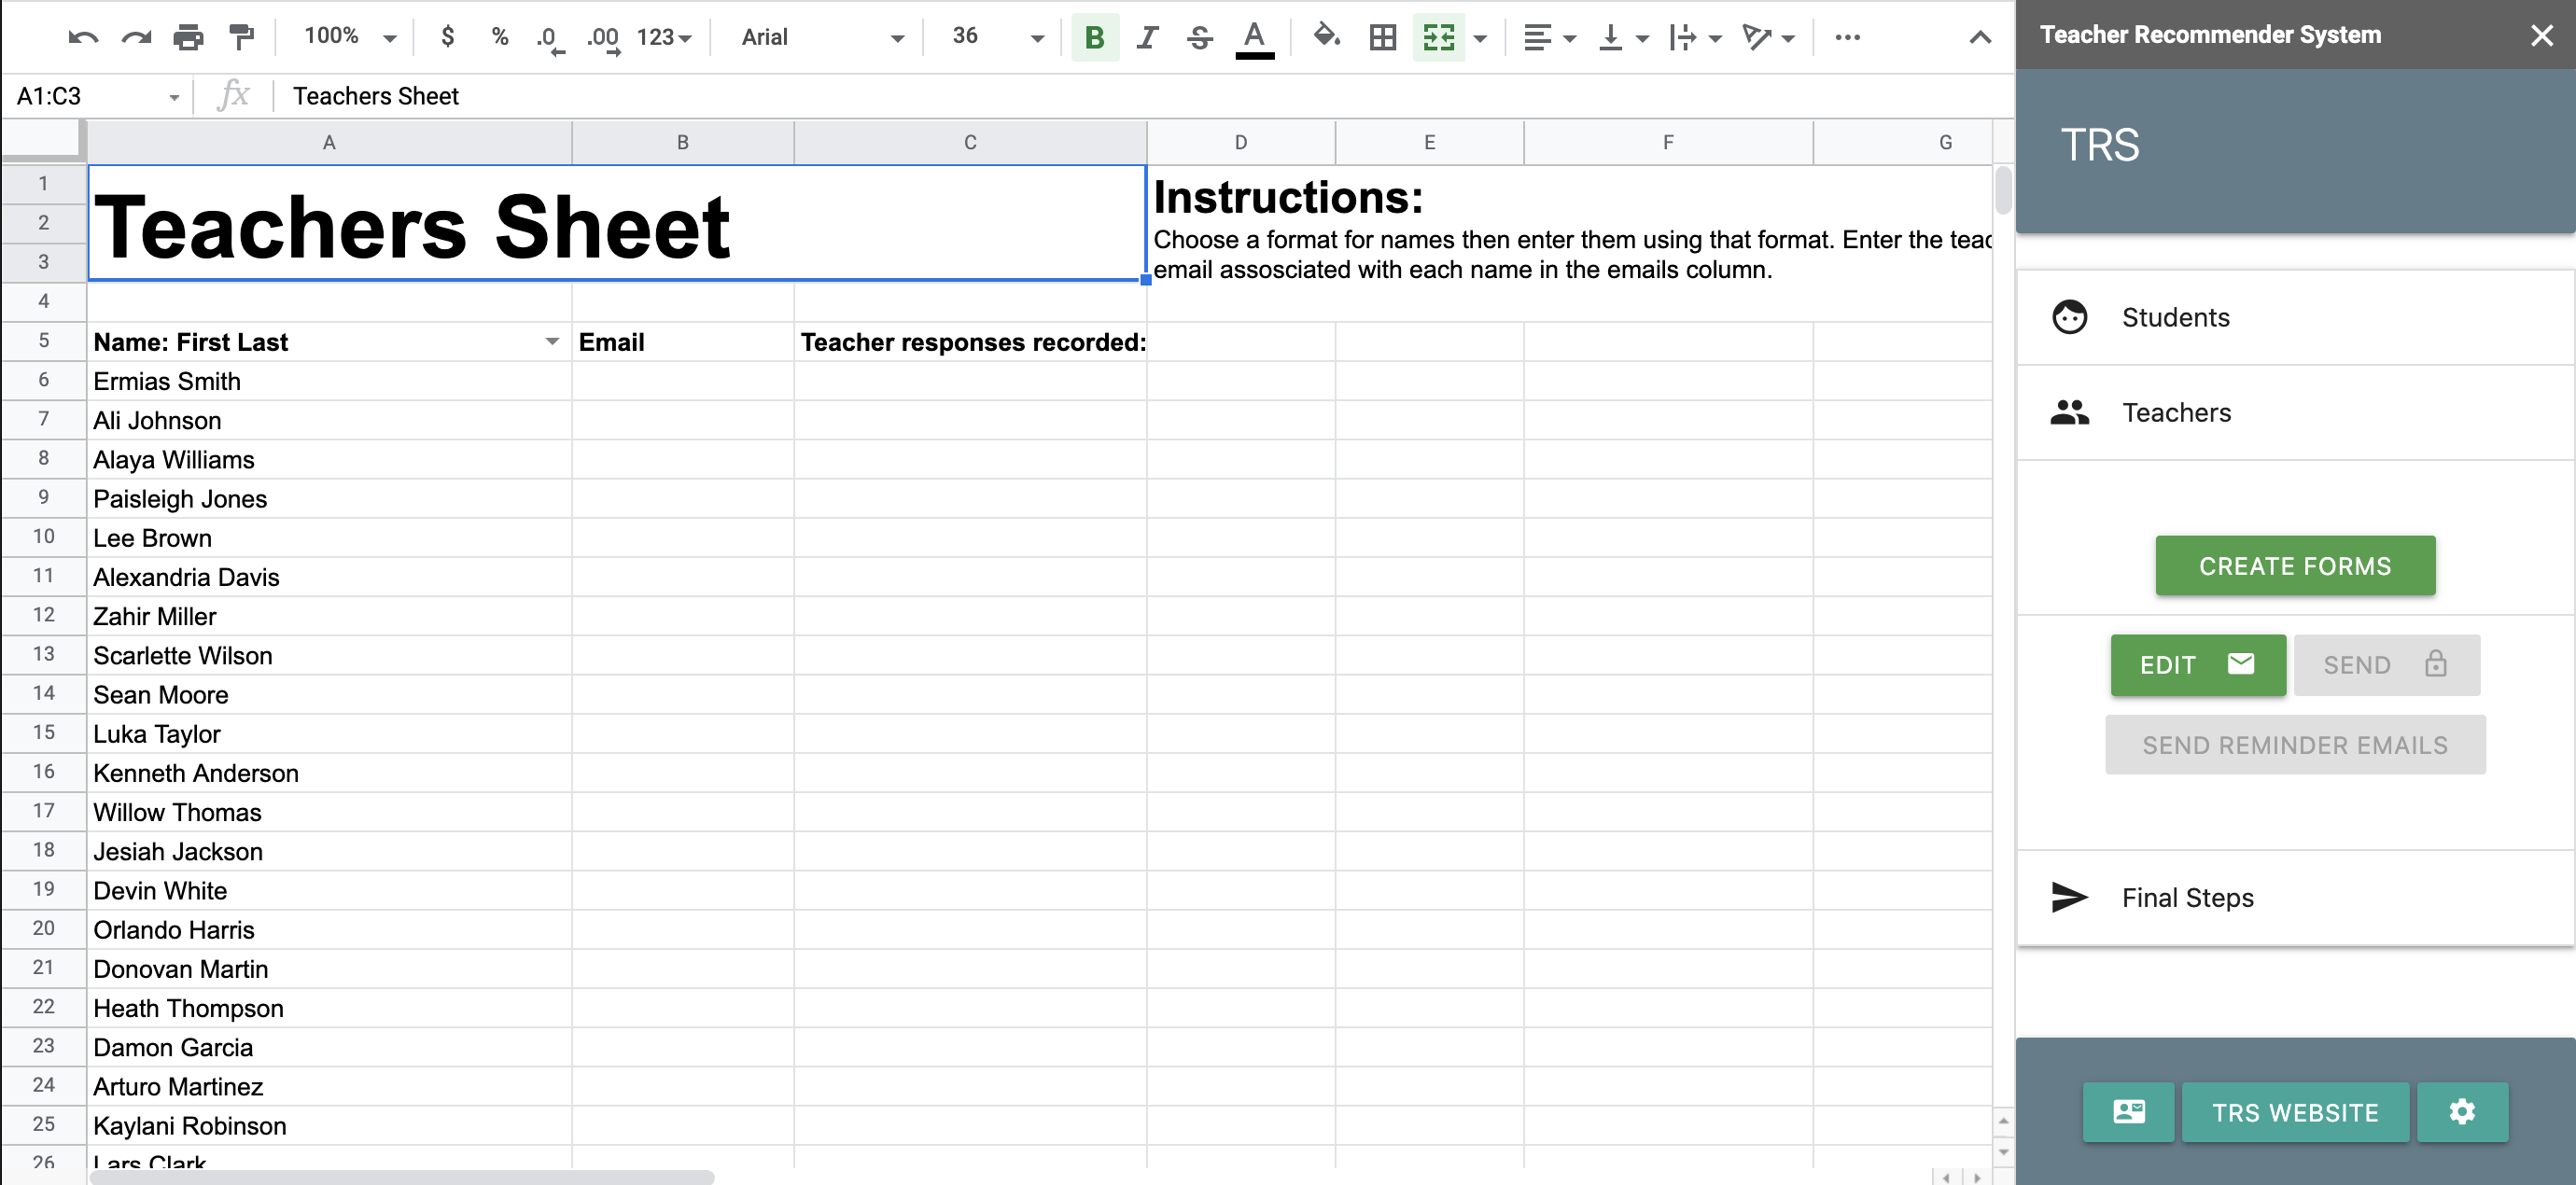 100% $ % .0 .00 123 Arial 36 B I S A
Teacher Recommender System
A1:C3 fx Teachers Sheet
A B C D E F G
TRS
1
2
3
Teachers Sheet
Instructions:
Choose a format for names then enter them using that format. Enter the
email assosciated with each name in the emails column.
4
5 Name: First Last Email Teacher responses recorded:
6 Ermias Smith
7 Ali Johnson
8 Alaya Williams
9 Paisleigh Jones
10 Lee Brown
11 Alexandria Davis
12 Zahir Miller
13 Scarlette Wilson
14 Sean Moore
15 Luka Taylor
16 Kenneth Anderson
17 Willow Thomas
18 Jesiah Jackson
19 Devin White
20 Orlando Harris
21 Donovan Martin
22 Heath Thompson
23 Damon Garcia
24 Arturo Martinez
25 Kaylani Robinson
26 Lars Clark
Students
Teachers
CREATE FORMS
EDIT
SEND
SEND REMINDER EMAILS
Final Steps
TRS WEBSITE